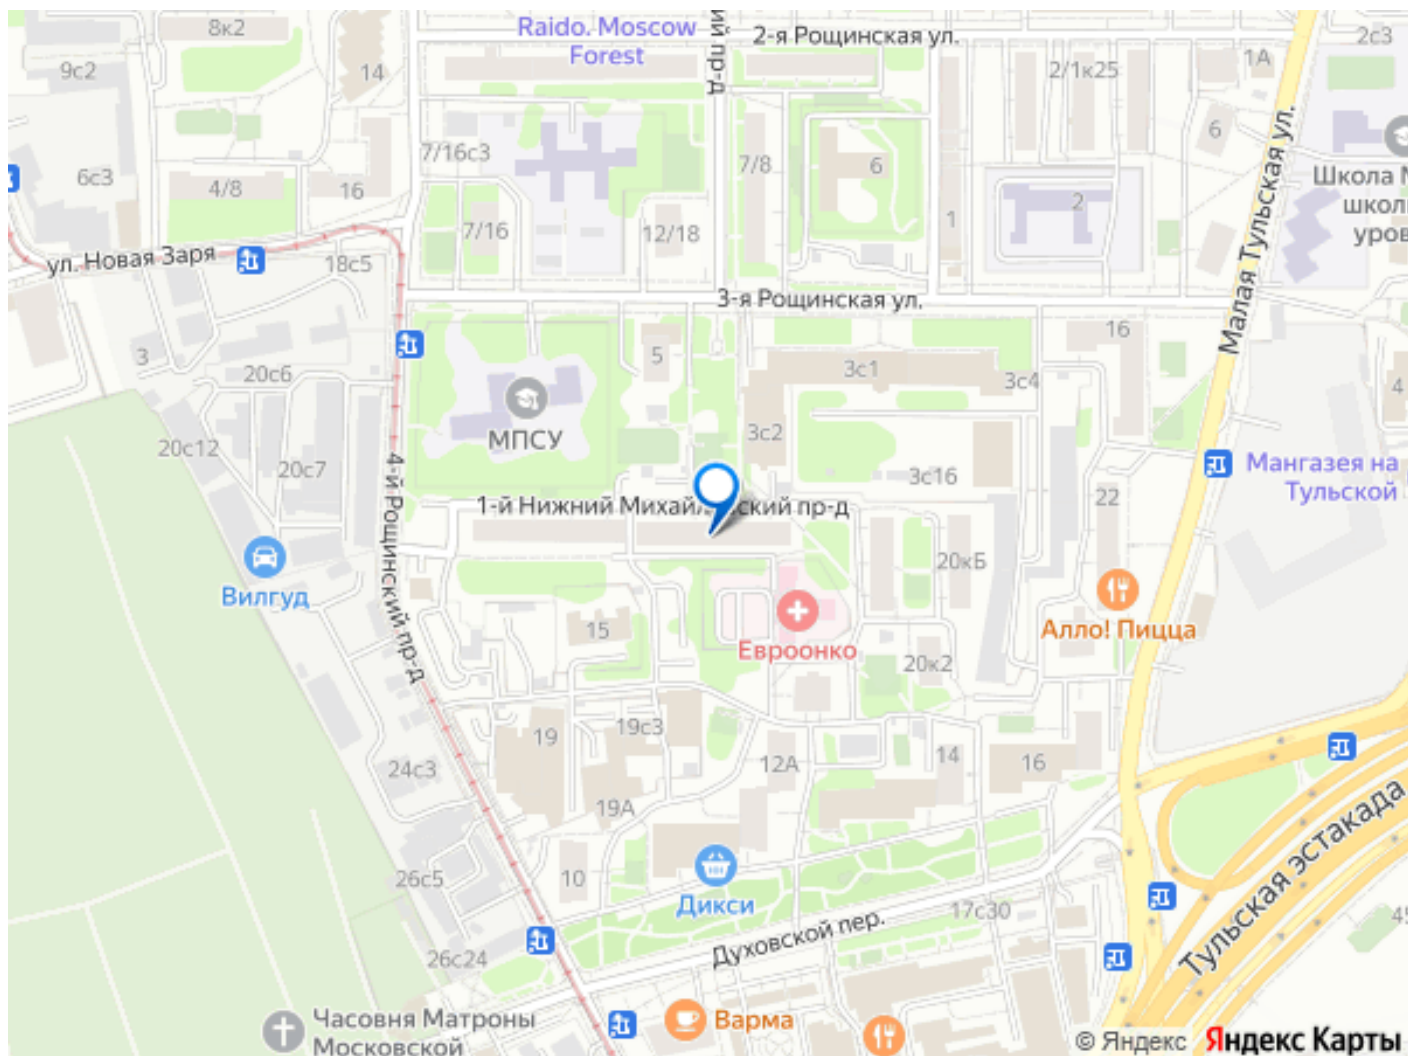 8к2
Raido. Moscow
Forest
ий пр-д
2-я Рощинская ул.
2с3
9с2
14
2/1к25
1А
6с3
4/8
16
7/16с3
7/8
6
6
2
Школа М
школь
уров
7/16
12/18
1
ул. Новая Заря
18с5
3-я Рощинская ул.
Малая Тульская ул.
3
20с6
5
3с1
3с4
16
4
МПСУ
20с12
20с7
3с2
3с16
Мангазея на
Тульской
4-й Рощинский пр-д
1-й Нижний Михай
ский пр-д
22
Вилгуд
20кБ
Алло! Пицца
15
Евроонко
20к2
19
19с3
12А
14
16
24с3
19А
Тульская эстакада
26с5
10
Дикси
17с30
45
Духовской пер.
26с24
Часовня Матроны
Московской
Варма
© Яндекс Яндекс Карты